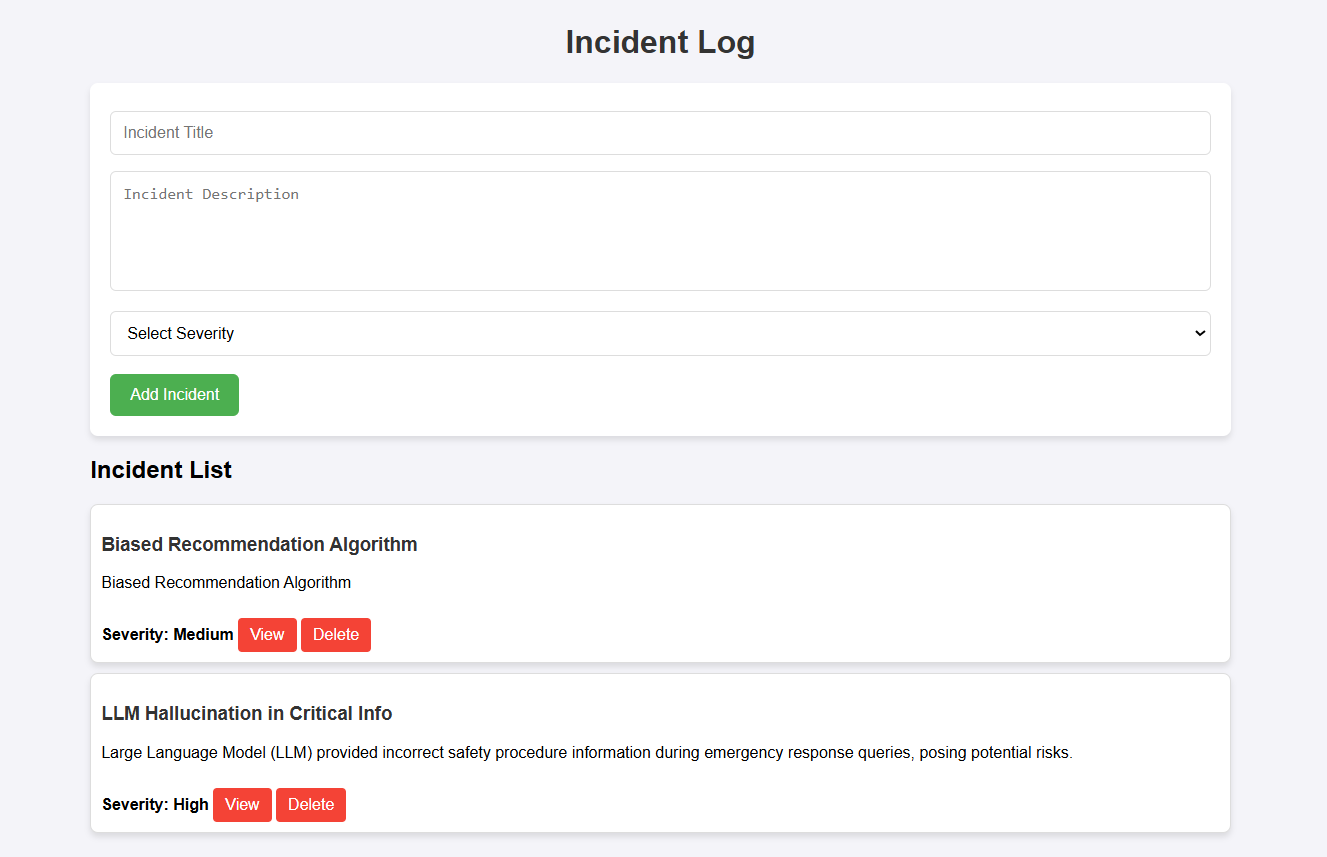 Incident Log
Incident Title
Incident Description
Select Severity
Add Incident
Incident List
Biased Recommendation Algorithm
Biased Recommendation Algorithm
Severity: Medium View Delete
LLM Hallucination in Critical Info
Large Language Model (LLM) provided incorrect safety procedure information during emergency response queries, posing potential risks.
Severity: High View Delete